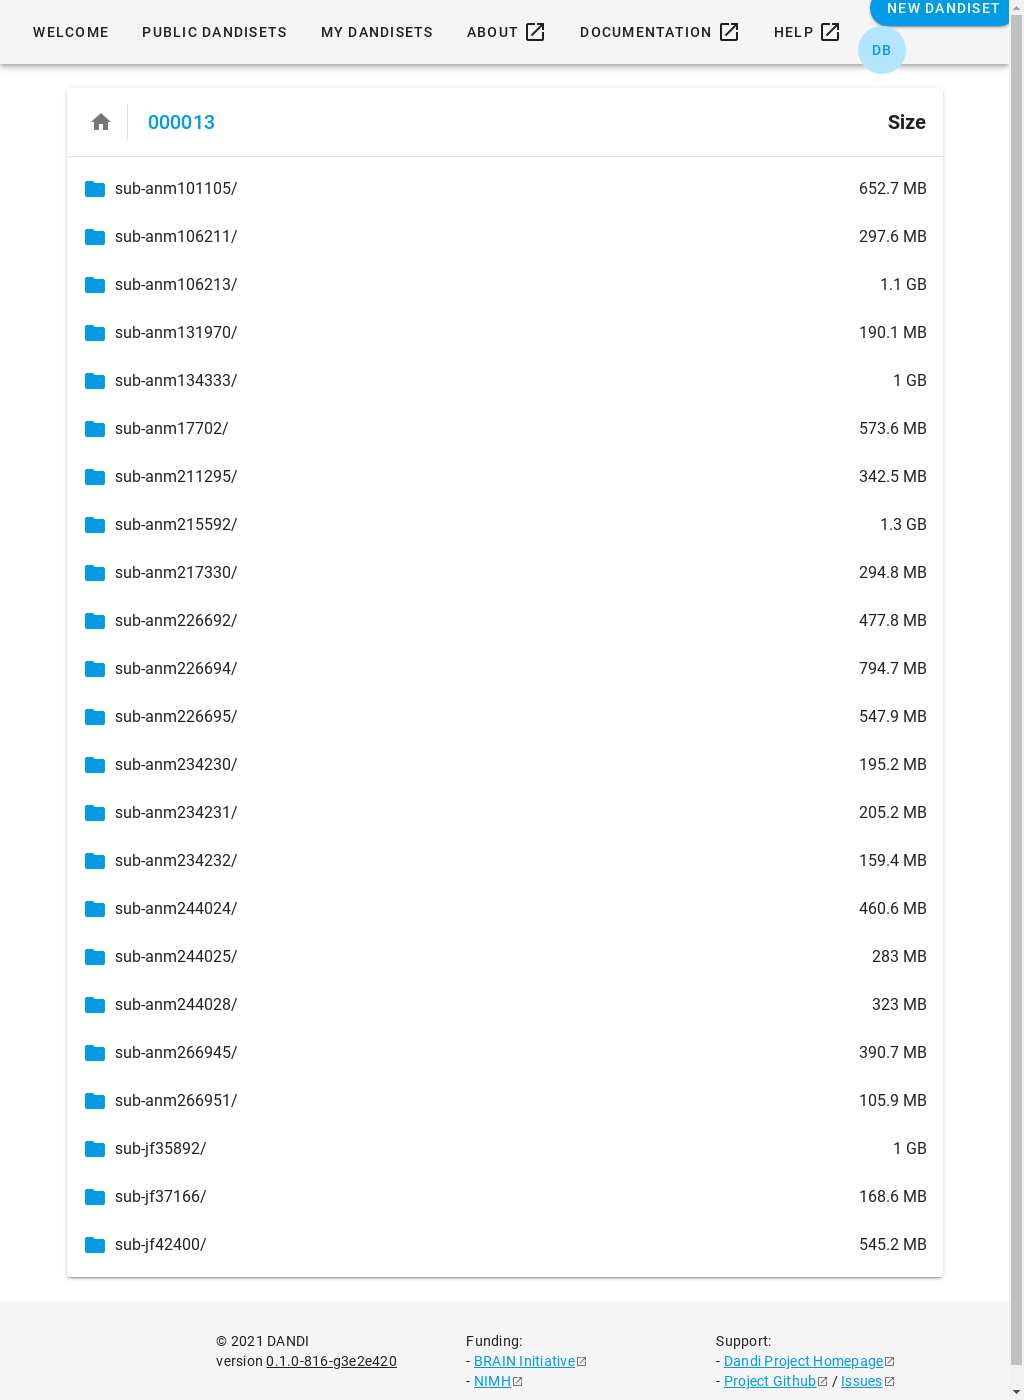 WELCOME PUBLIC DANDISETS MY DANDISETS ABOUT DOCUMENTATION HELP NEW DANDISET
DB
000013 Size
sub-anm101105/ 652.7 MB
sub-anm106211/ 297.6 MB
sub-anm106213/ 1.1 GB
sub-anm131970/ 190.1 MB
sub-anm134333/ 1 GB
sub-anm17702/ 573.6 MB
sub-anm211295/ 342.5 MB
sub-anm215592/ 1.3 GB
sub-anm217330/ 294.8 MB
sub-anm226692/ 477.8 MB
sub-anm226694/ 794.7 MB
sub-anm226695/ 547.9 MB
sub-anm234230/ 195.2 MB
sub-anm234231/ 205.2 MB
sub-anm234232/ 159.4 MB
sub-anm244024/ 460.6 MB
sub-anm244025/ 283 MB
sub-anm244028/ 323 MB
sub-anm266945/ 390.7 MB
sub-anm266951/ 105.9 MB
sub-jf35892/ 1 GB
sub-jf37166/ 168.6 MB
sub-jf42400/ 545.2 MB
© 2021 DANDI
version 0.1.0-816-g3e2e420
Funding:
- BRAIN Initiative
- NIMH
Support:
- Dandi Project Homepage
- Project Github / Issues